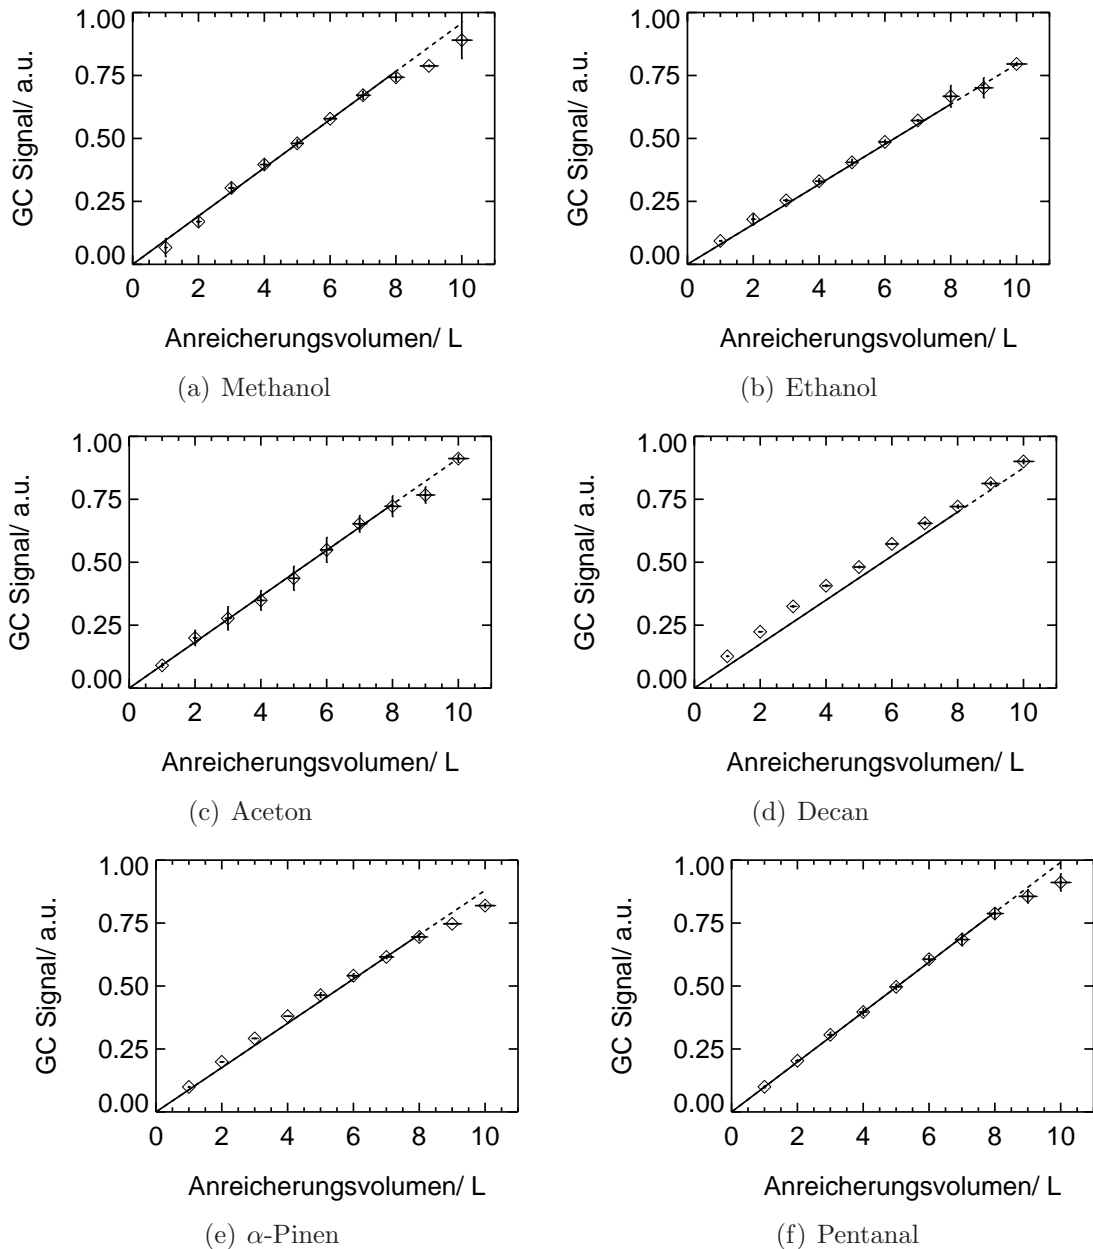 1.00 1.00
0.75 0.75
0.50 0.50
0.25 0.25
0.00 0.00
GC Signal/ a.u. GC Signal/ a.u.
0 2 4 6 8 10 0 2 4 6 8 10
Anreicherungsvolumen/ L Anreicherungsvolumen/ L
(a) Methanol (b) Ethanol
1.00 1.00
0.75 0.75
0.50 0.50
0.25 0.25
0.00 0.00
GC Signal/ a.u. GC Signal/ a.u.
0 2 4 6 8 10 0 2 4 6 8 10
Anreicherungsvolumen/ L Anreicherungsvolumen/ L
(c) Aceton (d) Decan
1.00 1.00
0.75 0.75
0.50 0.50
0.25 0.25
0.00 0.00
GC Signal/ a.u. GC Signal/ a.u.
0 2 4 6 8 10 0 2 4 6 8 10
Anreicherungsvolumen/ L Anreicherungsvolumen/ L
(e) α-Pinen (f) Pentanal